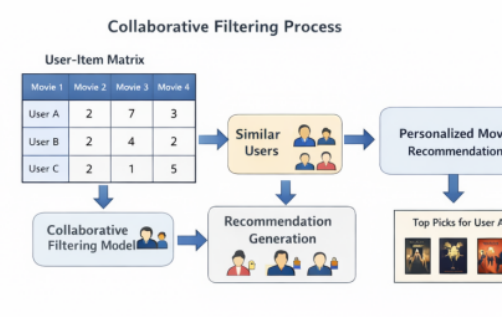 Collaborative Filtering Process
User-Item Matrix
Movie 1 Movie 2 Movie 3 Movie 4
User A 2 7 3
User B 2 4 2
User C 2 1 5
Similar
Users
Personalized Mov
Recommendation
Collaborative
Filtering Model
Recommendation
Generation
Top Picks for User A